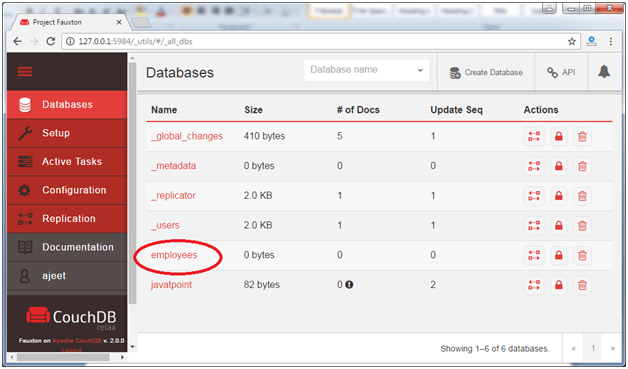 Project Fauxton
127.0.0.1:5984/_utils/#/_all_dbs
Databases
Database name
Create Database
API
Databases
Setup
Active Tasks
Configuration
Replication
Documentation
ajeet
CouchDB
relax
Fauxton on Apache CouchDB v. 2.0.0
Logout
Name Size # of Docs Update Seq Actions
_global_changes 410 bytes 5 1
_metadata 0 bytes 0 0
_replicator 2.0 KB 1 1
_users 2.0 KB 1 1
employees 0 bytes 0 0
javatpoint 82 bytes 0 2
Showing 1–6 of 6 databases.
« 1 »